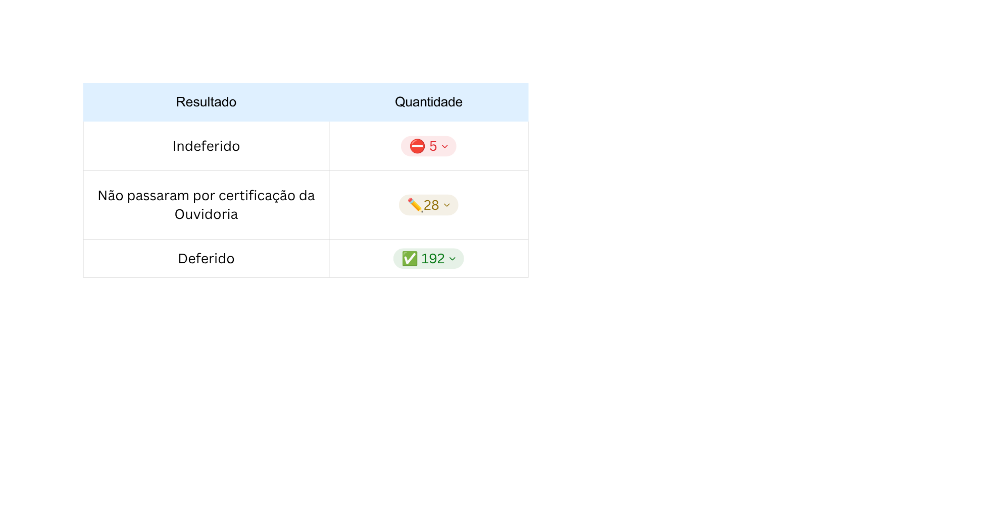 Resultado Quantidade
Indeferido ⛔ 5
Não passaram por certificação da
Ouvidoria ✏️28
Deferido ✅ 192